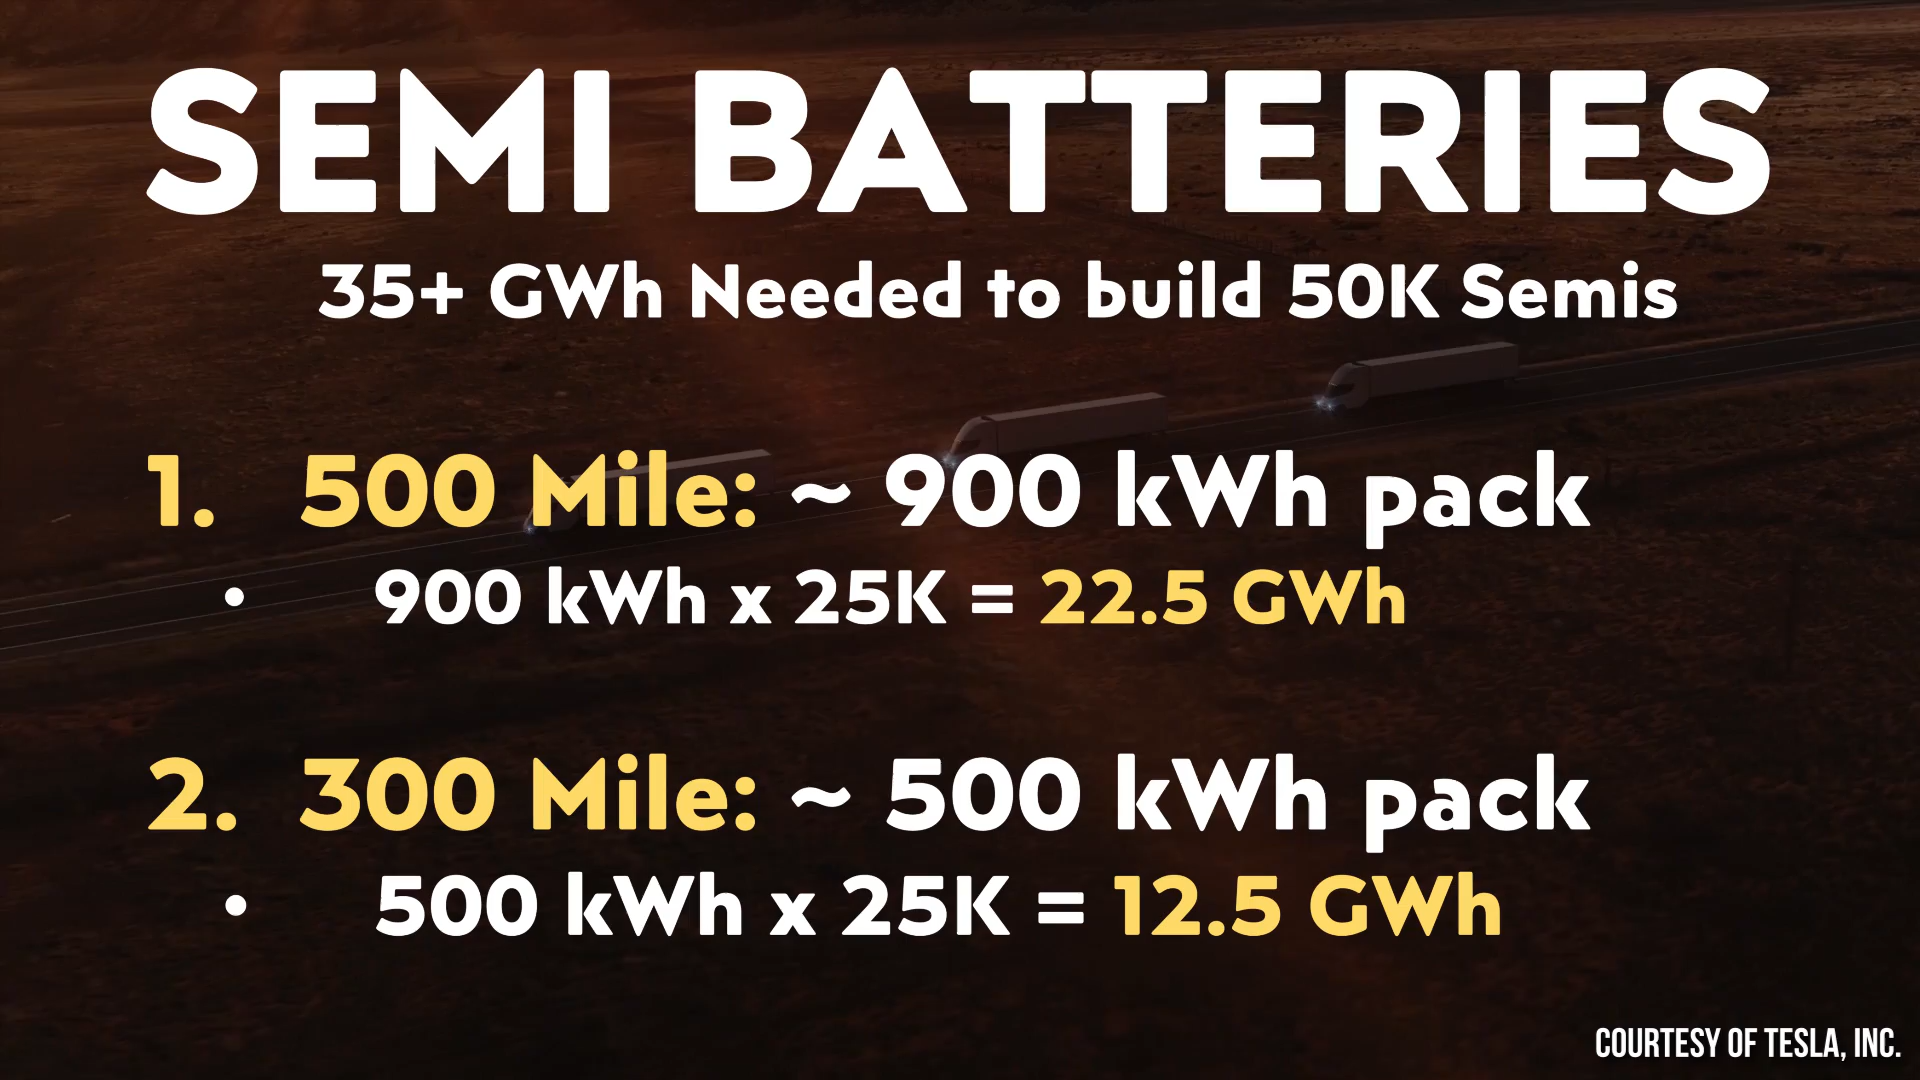 SEMI BATTERIES
35+ GWh Needed to build 50K Semis
1. 500 Mile: ~ 900 kWh pack
• 900 kWh x 25K = 22.5 GWh
2. 300 Mile: ~ 500 kWh pack
• 500 kWh x 25K = 12.5 GWh
COURTESY OF TESLA, INC.